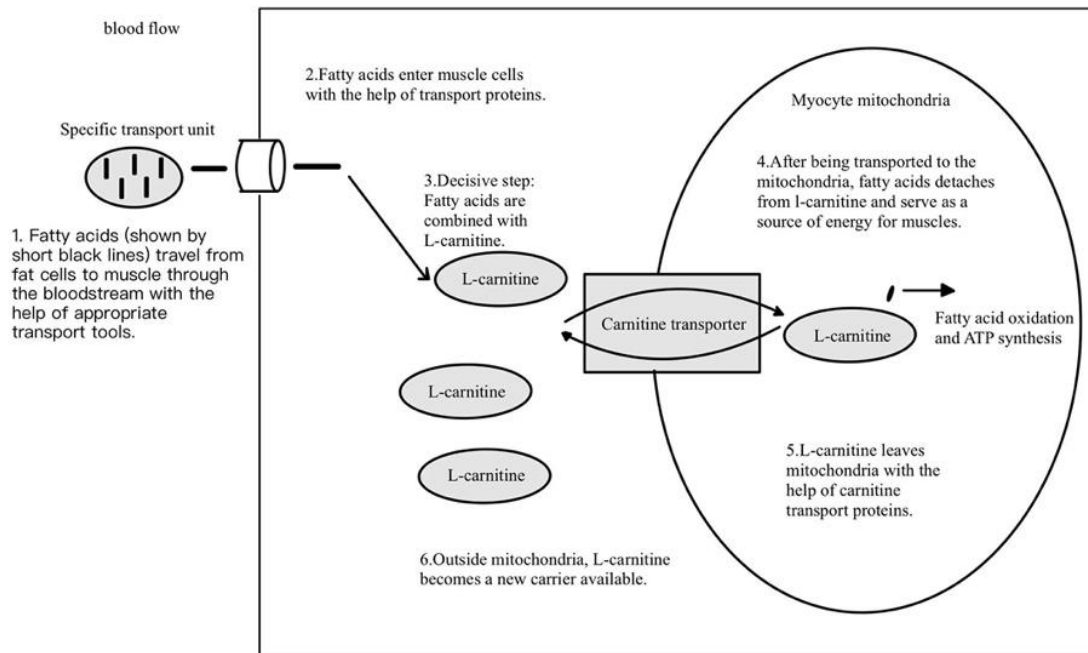 blood flow
Specific transport unit
1. Fatty acids (shown by
short black lines) travel from
fat cells to muscle through
the bloodstream with the
help of appropriate
transport tools.
2.Fatty acids enter muscle cells
with the help of transport proteins.
3.Decisive step:
Fatty acids are
combined with
L-carnitine.
L-carnitine
L-carnitine
L-carnitine
Carnitine transporter
Myocyte mitochondria
4.After being transported to the
mitochondria, fatty acids detaches
from l-carnitine and serve as a
source of energy for muscles.
L-carnitine
Fatty acid oxidation
and ATP synthesis
5.L-carnitine leaves
mitochondria with the
help of carnitine
transport proteins.
6.Outside mitochondria, L-carnitine
becomes a new carrier available.